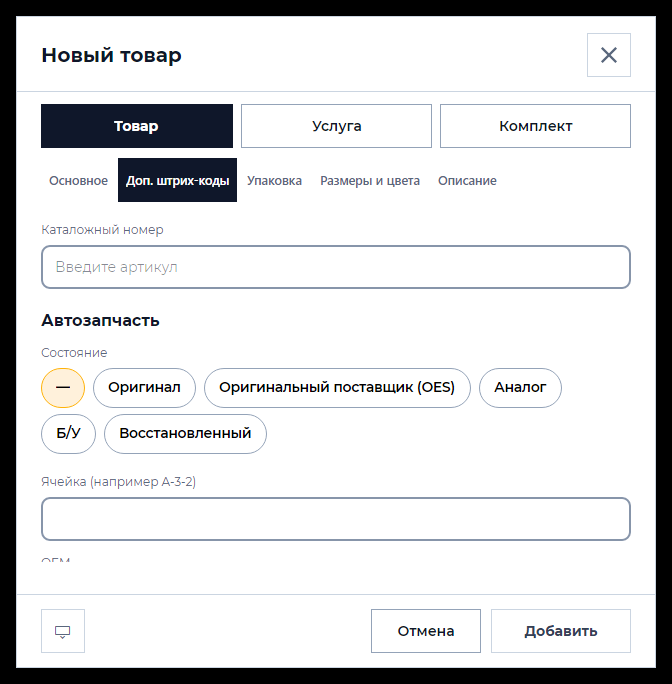 Новый товар
Товар Услуга Комплект
Основное Доп. штрих-коды Упаковка Размеры и цвета Описание
Каталожный номер
Введите артикул
Автозапчасть
Состояние
— Оригинал Оригинальный поставщик (OES) Аналог
Б/У Восстановленный
Ячейка (например A-3-2)
OEM
Отмена Добавить